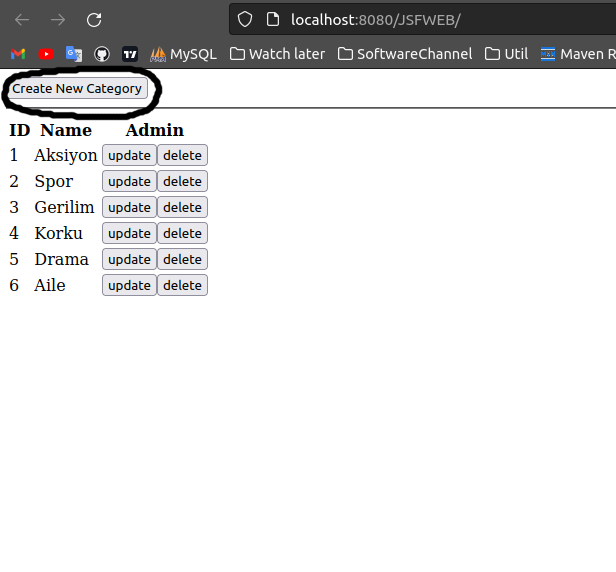 localhost:8080/JSFWEB/
MySQL Watch later SoftwareChannel Util Maven R
Create New Category
ID Name Admin
1 Aksiyon update delete
2 Spor update delete
3 Gerilim update delete
4 Korku update delete
5 Drama update delete
6 Aile update delete